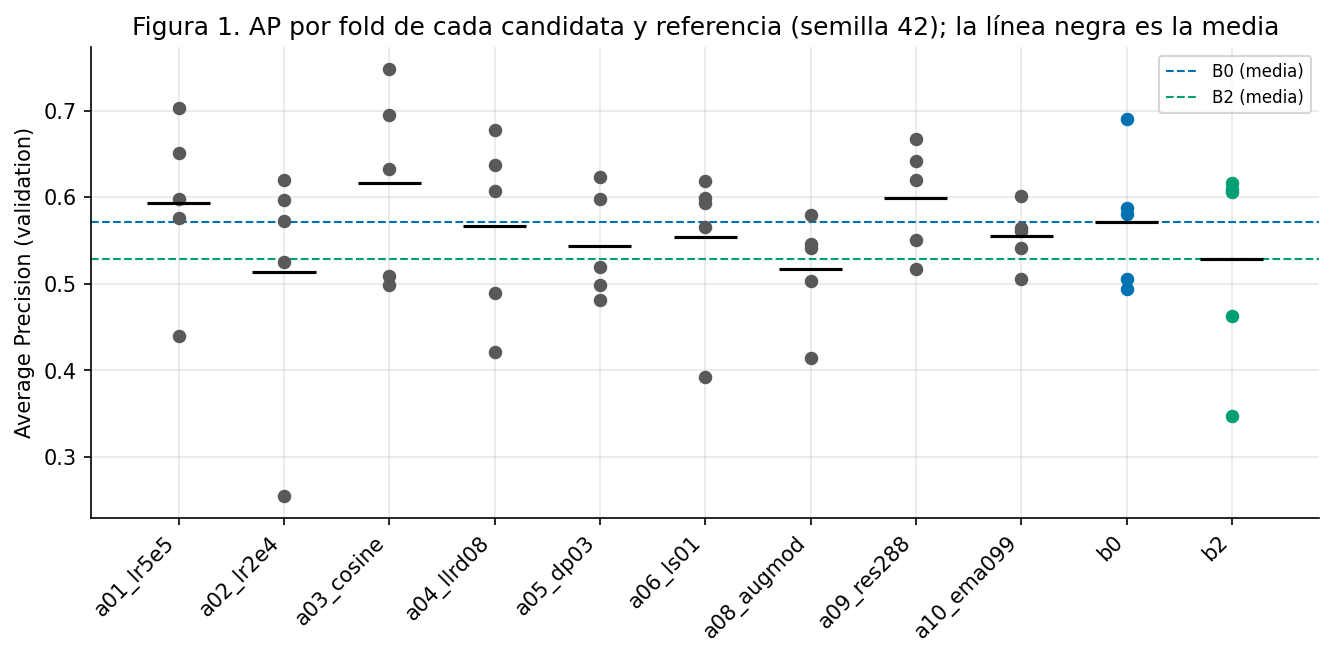 Figura 1. AP por fold de cada candidata y referencia (semilla 42); la línea negra es la media
B0 (media)
B2 (media)
Average Precision (validation)
0.7
0.6
0.5
0.4
0.3
a01_lr5e5
a02_lr2e4
a03_cosine
a04_llrd08
a05_dp03
a06_ls01
a08_augmod
a09_res288
a10_ema099
b0
b2